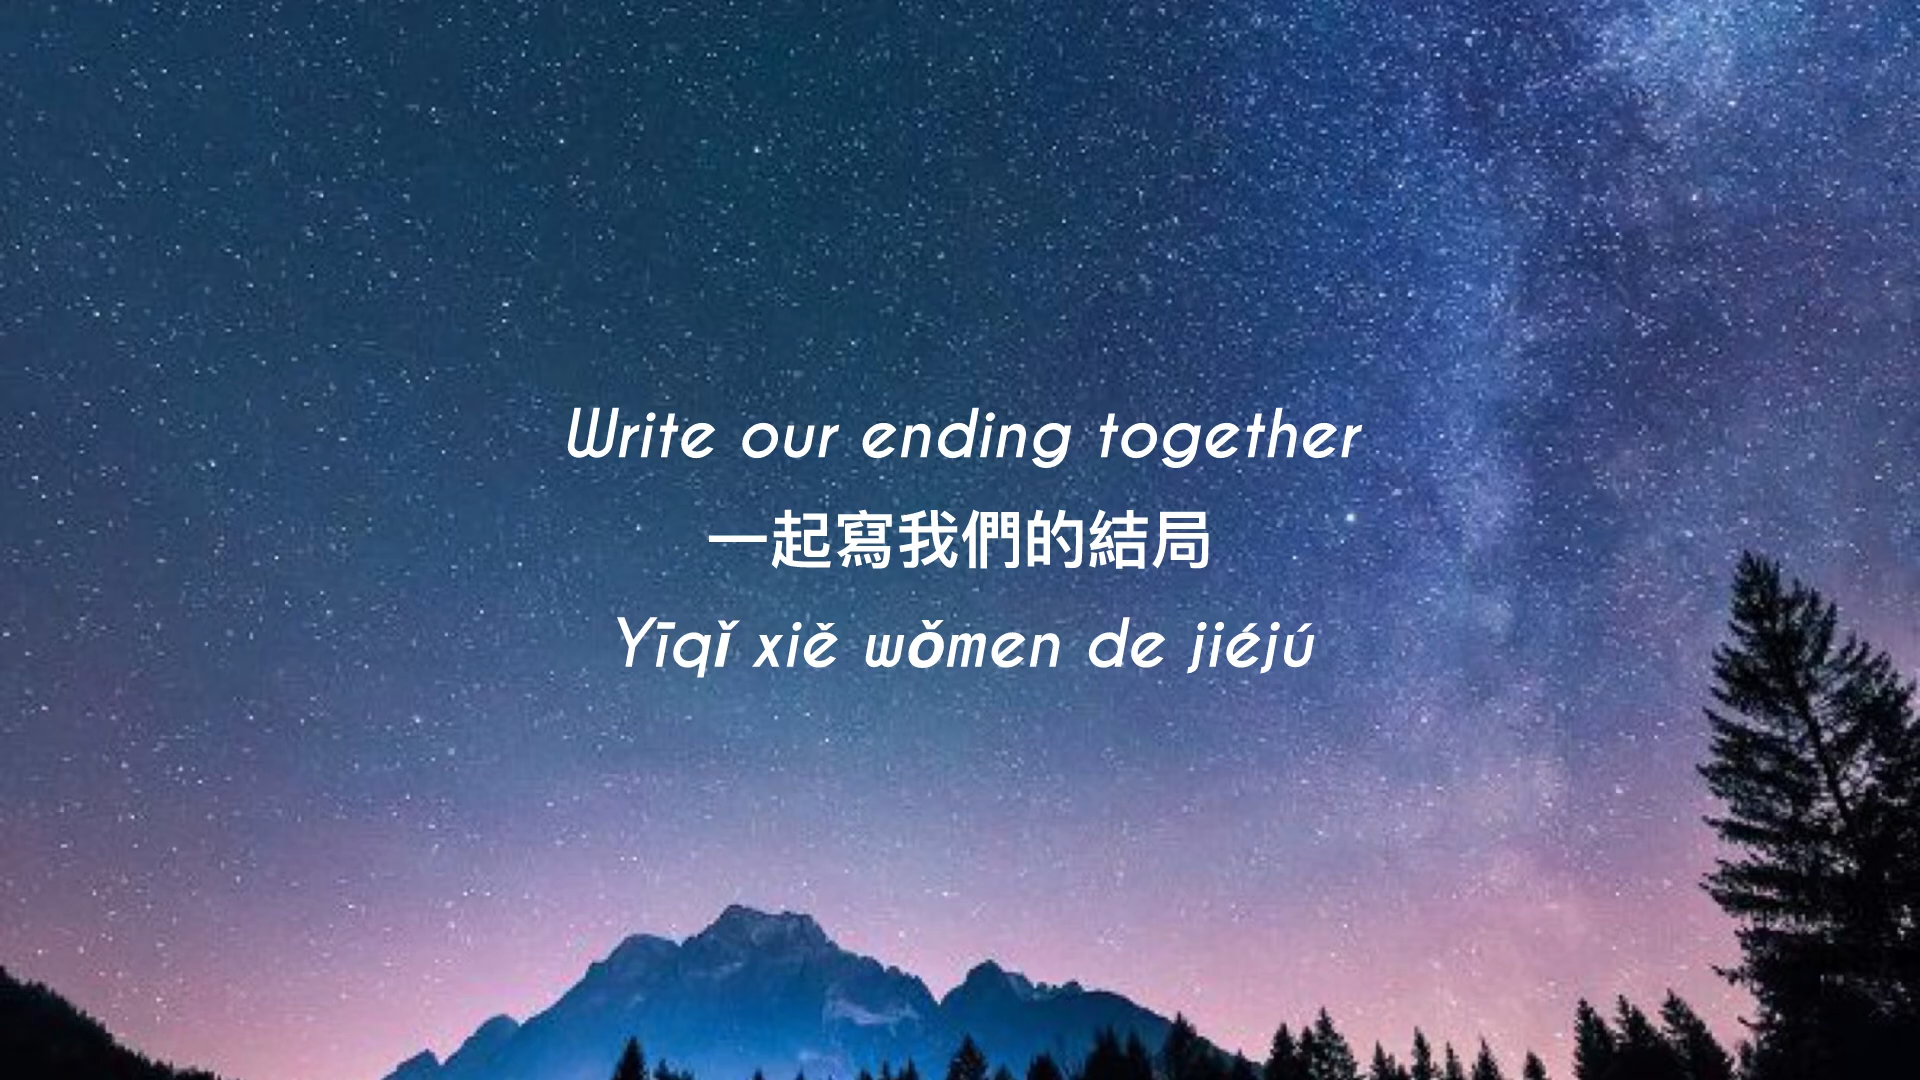 Write our ending together
一起寫我們的結局
Yīqǐ xiě wǒmen de jiéjú